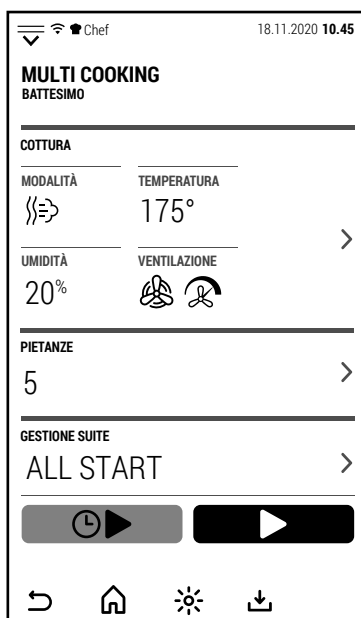 Chef 18.11.2020 10.45
MULTI COOKING
BATTESIMO
COTTURA
MODALITÀ TEMPERATURA
175°
UMIDITÀ VENTILAZIONE
20%
PIETANZE
5
GESTIONE SUITE
ALL START